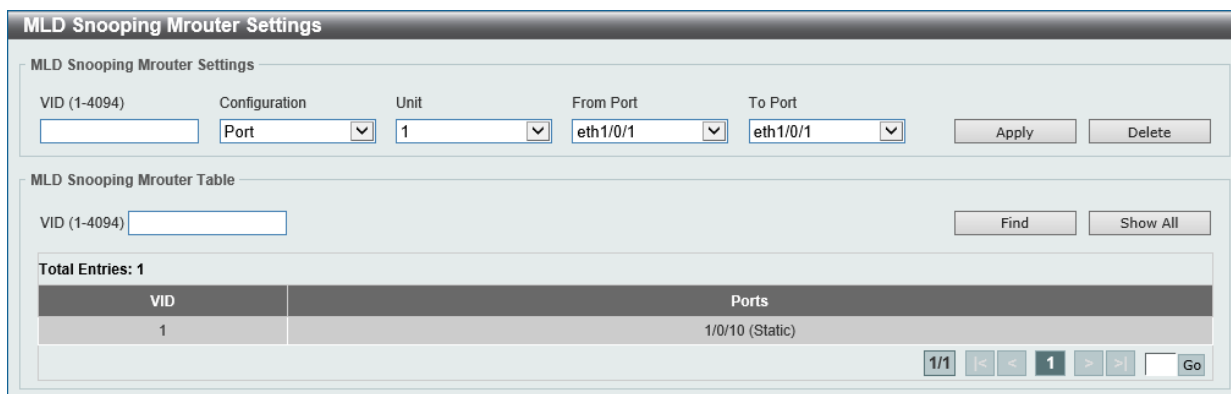 MLD Snooping Mrouter Settings
MLD Snooping Mrouter Settings
VID (1-4094) Configuration Unit From Port To Port
Port 1 eth1/0/1 eth1/0/1 Apply Delete
MLD Snooping Mrouter Table
VID (1-4094) Find Show All
Total Entries: 1
VID Ports
1 1/0/10 (Static)
1/1 |< < 1 > >| Go